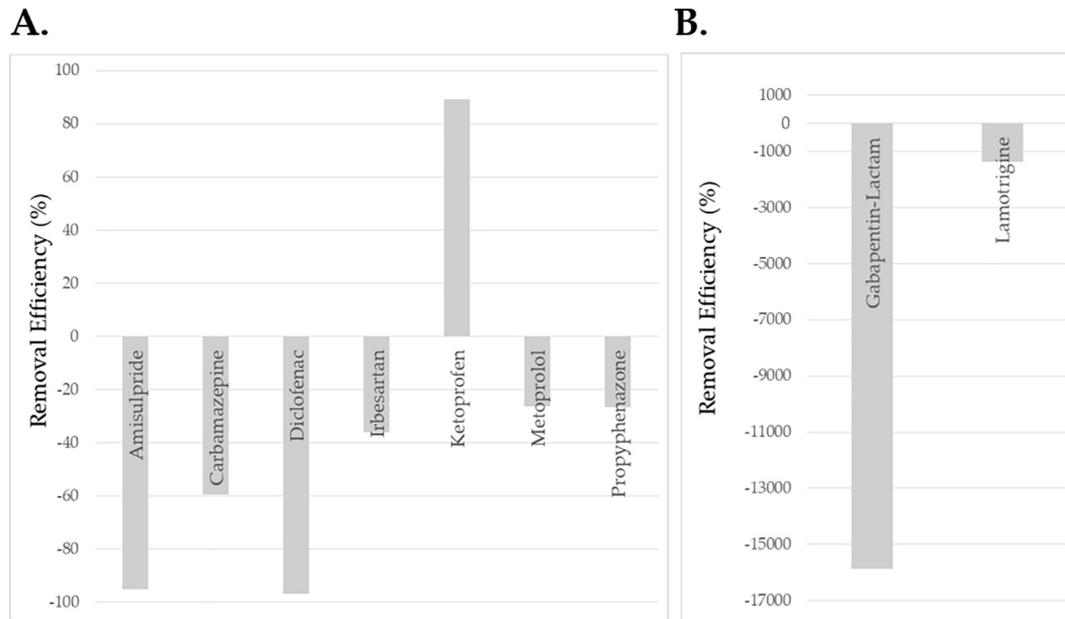 A.
100
80
60
40
20
0
-20
-40
-60
-80
-100
Removal Efficiency (%)
Amisulpride
Carbamazepine
Diclofenac
Irbesartan
Ketoprofen
Metoprolol
Propyphenazone
B.
1000
0
-1000
-3000
-5000
-7000
-9000
-11000
-13000
-15000
-17000
Removal Efficiency (%)
Gabapentin-Lactam
Lamotrigine